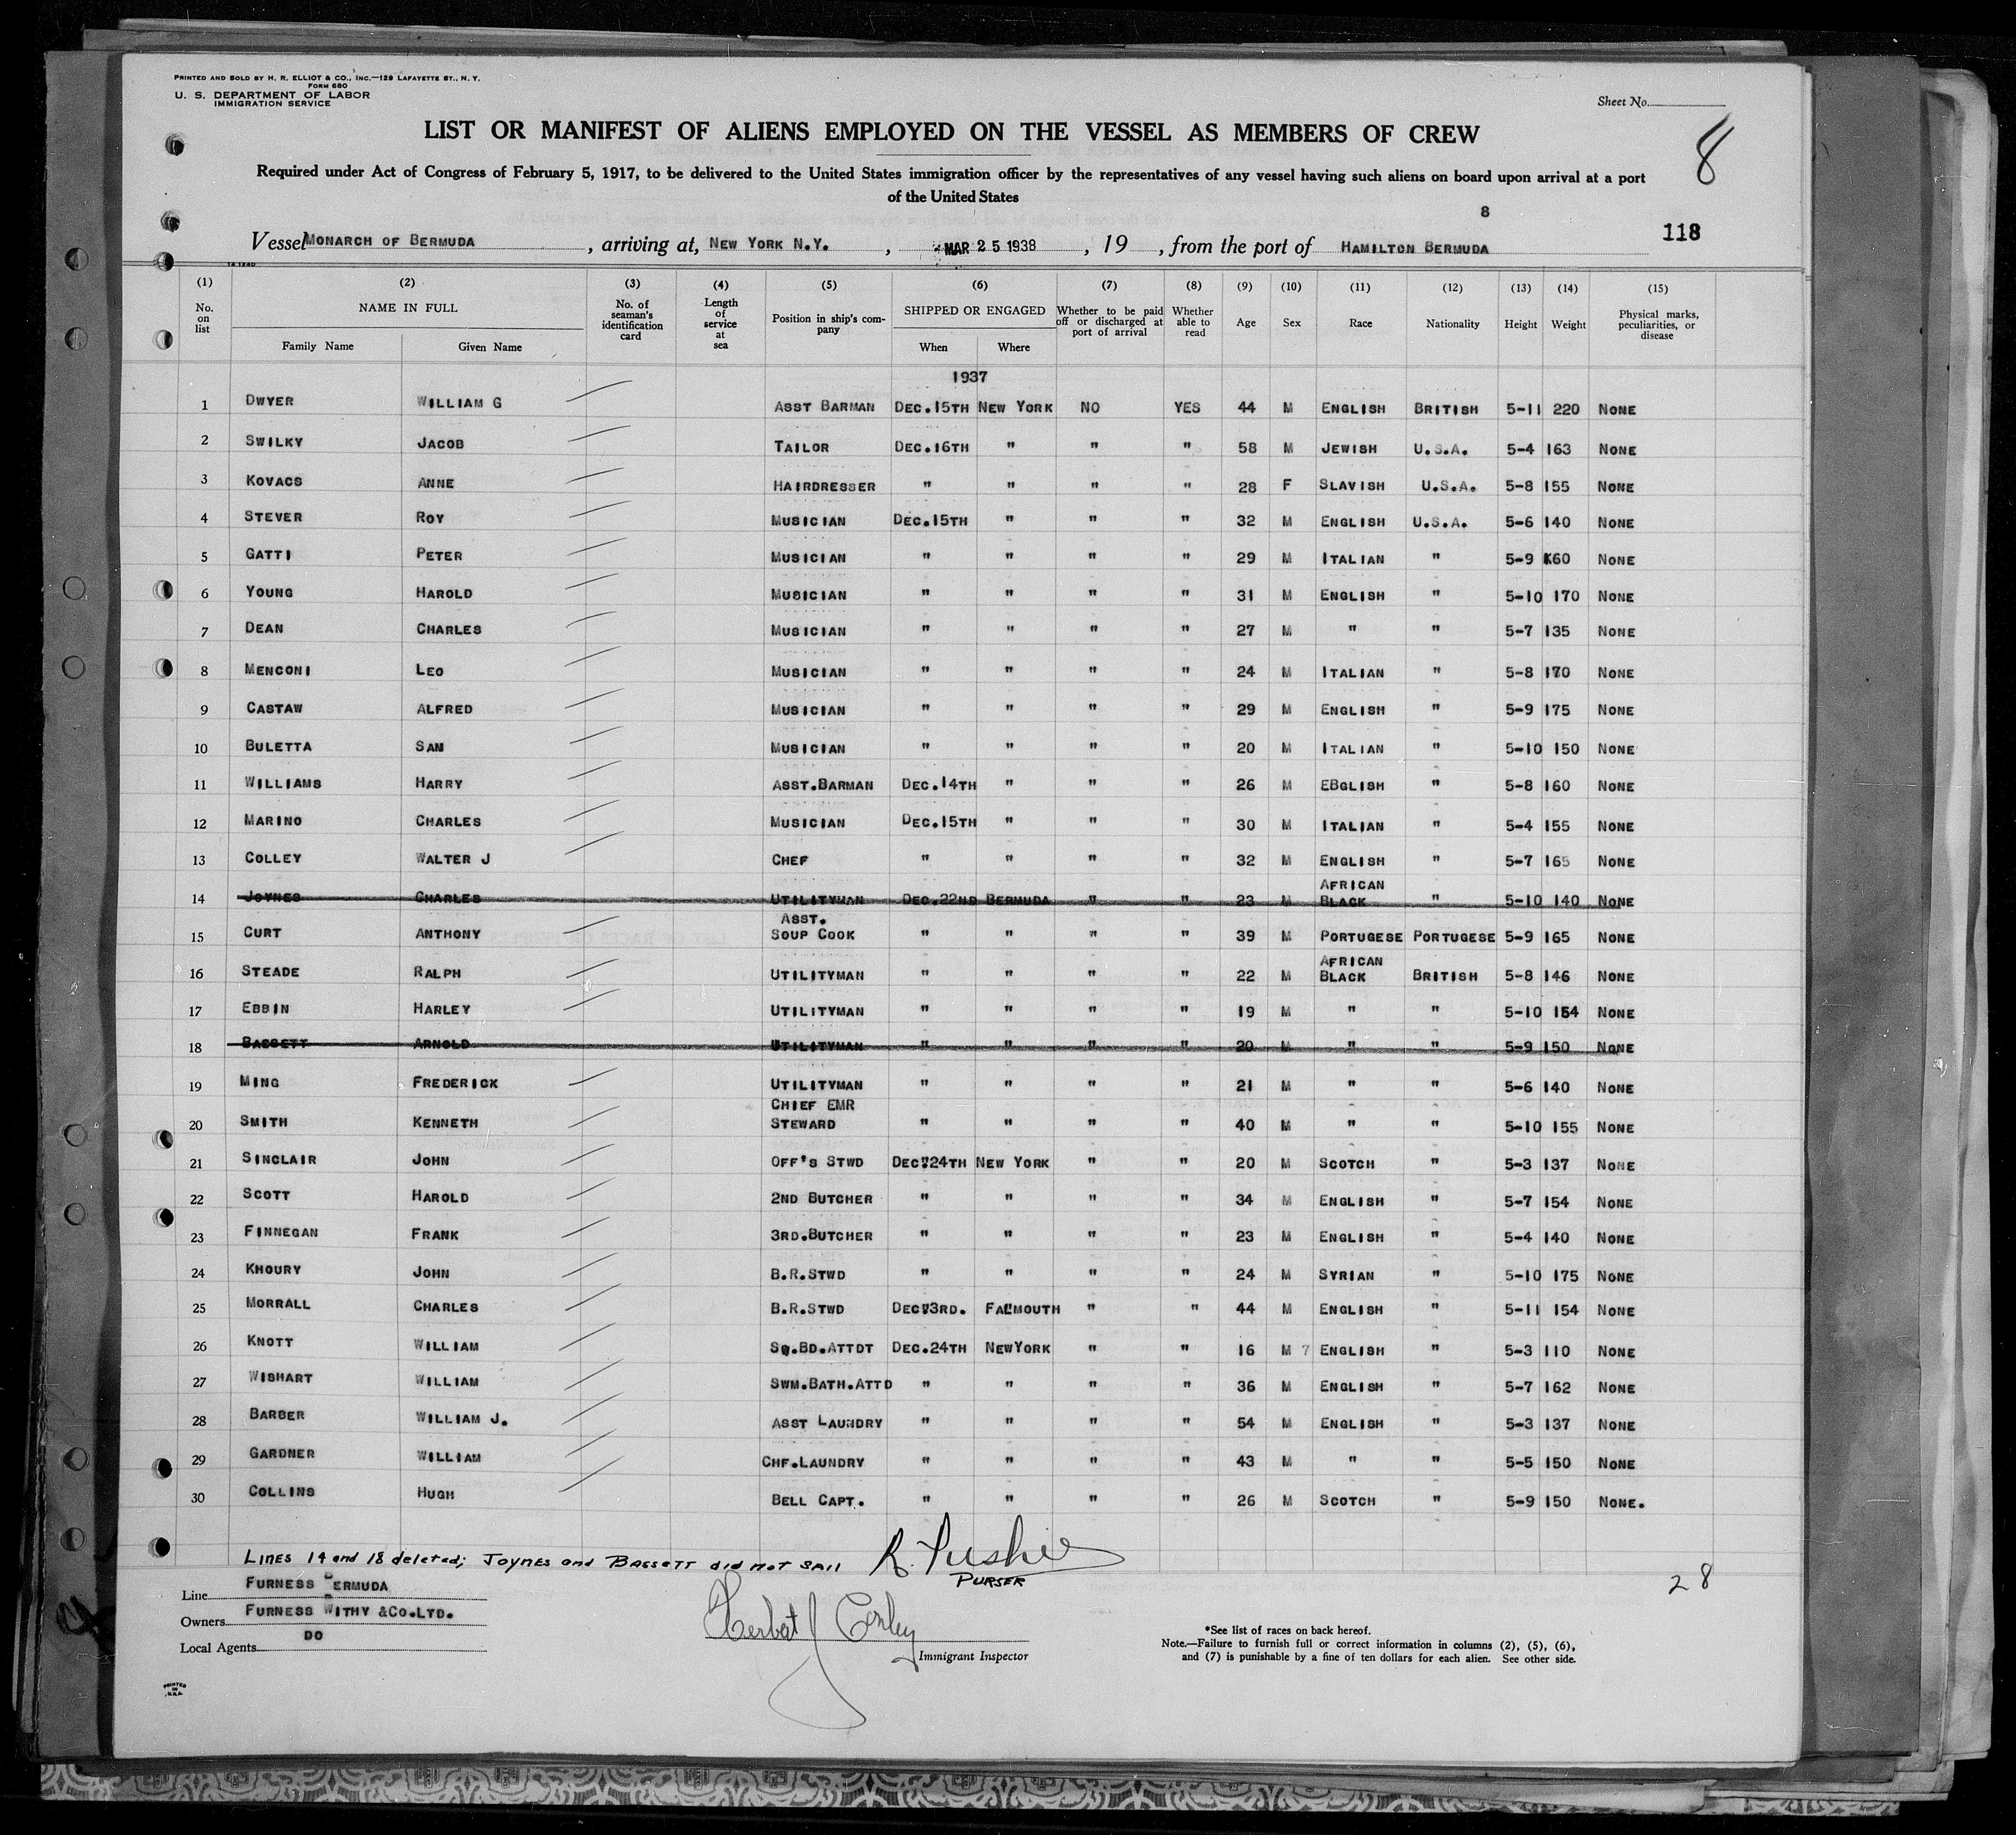 PRINTED AND SOLD BY H. R. ELLIOT & CO., INC.—129 LAFAYETTE ST., N. Y.
FORM 680
U. S. DEPARTMENT OF LABOR
IMMIGRATION SERVICE
Sheet No.
LIST OR MANIFEST OF ALIENS EMPLOYED ON THE VESSEL AS MEMBERS OF CREW
8
Required under Act of Congress of February 5, 1917, to be delivered to the United States immigration officer by the representatives of any vessel having such aliens on board upon arrival at a port
of the United States
8
118
Vessel MONARCH OF BERMUDA, arriving at, NEW YORK N.Y., MAR 25 1938, 19 , from the port of HAMILTON BERMUDA
14 1240
(1) (2) (3) (4) (5) (6) (7) (8) (9) (10) (11) (12) (13) (14) (15)
No. on list NAME IN FULL Family Name Given Name No. of seaman's identification card Length of service at sea Position in ship's company SHIPPED OR ENGAGED When Where Whether to be paid off or discharged at port of arrival Whether able to read Age Sex Race Nationality Height Weight Physical marks, peculiarities, or disease
1937
1 DWYER WILLIAM G ASST BARMAN DEC.15TH NEW YORK NO YES 44 M ENGLISH BRITISH 5-11 220 NONE
2 SWILKY JACOB TAILOR DEC.16TH " " " 58 M JEWISH U.S.A. 5-4 163 NONE
3 KOVACS ANNE HAIRDRESSER " " " " 28 F SLAVISH U.S.A. 5-8 155 NONE
4 STEVER ROY MUSICIAN DEC.15TH " " " 32 M ENGLISH U.S.A. 5-6 140 NONE
5 GATTI PETER MUSICIAN " " " " 29 M ITALIAN " 5-9 K60 NONE
6 YOUNG HAROLD MUSICIAN " " " " 31 M ENGLISH " 5-10 170 NONE
7 DEAN CHARLES MUSICIAN " " " " 27 M " " 5-7 135 NONE
8 MENCONI LEO MUSICIAN " " " " 24 M ITALIAN " 5-8 170 NONE
9 CASTAW ALFRED MUSICIAN " " " " 29 M ENGLISH " 5-9 175 NONE
10 BULETTA SAM MUSICIAN " " " " 20 M ITALIAN " 5-10 150 NONE
11 WILLIAMS HARRY ASST.BARMAN DEC.14TH " " " 26 M EBGLISH " 5-8 160 NONE
12 MARINO CHARLES MUSICIAN DEC.15TH " " " 30 M ITALIAN " 5-4 155 NONE
13 COLLEY WALTER J CHEF " " " " 32 M ENGLISH " 5-7 165 NONE
14 JOYNES CHARLES UTILITYMAN DEC.22ND BERMUDA " " 23 M AFRICAN BLACK " 5-10 140 NONE
15 CURT ANTHONY ASST. SOUP COOK " " " " 39 M PORTUGESE PORTUGESE 5-9 165 NONE
16 STEADE RALPH UTILITYMAN " " " " 22 M AFRICAN BLACK BRITISH 5-8 146 NONE
17 EBBIN HARLEY UTILITYMAN " " " " 19 M " " 5-10 154 NONE
18 BASSETT ARNOLD UTILITYMAN " " " " 20 M " " 5-9 150 NONE
19 MING FREDERICK UTILITYMAN " " " " 21 M " " 5-6 140 NONE
20 SMITH KENNETH CHIEF EMR STEWARD " " " " 40 M " " 5-10 155 NONE
21 SINCLAIR JOHN OFF'S STWD DEC"24TH NEW YORK " " 20 M SCOTCH " 5-3 137 NONE
22 SCOTT HAROLD 2ND BUTCHER " " " " 34 M ENGLISH " 5-7 154 NONE
23 FINNEGAN FRANK 3RD.BUTCHER " " " " 23 M ENGLISH " 5-4 140 NONE
24 KHOURY JOHN B.R.STWD " " " " 24 M SYRIAN " 5-10 175 NONE
25 MORRALL CHARLES B.R.STWD DEC"3RD. FALMOUTH " " 44 M ENGLISH " 5-11 154 NONE
26 KNOTT WILLIAM SQ.BD.ATTDT DEC.24TH NEWYORK " " 16 M 7 ENGLISH " 5-3 110 NONE
27 WISHART WILLIAM SWM.BATH.ATTD " " " " 36 M ENGLISH " 5-7 162 NONE
28 BARBER WILLIAM J. ASST LAUNDRY " " " " 54 M ENGLISH " 5-3 137 NONE
29 GARDNER WILLIAM CHF.LAUNDRY " " " " 43 M " " 5-5 150 NONE
30 COLLINS HUGH BELL CAPT. " " " " 26 M SCOTCH " 5-9 150 NONE.
LINES 14 and 18 deleted; JOYNES and BASSETT did not SAIl
PURSER
28
Line FURNESS BERMUDA
Owners FURNESS WITHY &CO.LTD.
Local Agents DO
Herbert J Conley
Immigrant Inspector
*See list of races on back hereof.
Note.—Failure to furnish full or correct information in columns (2), (5), (6),
and (7) is punishable by a fine of ten dollars for each alien. See other side.
PRINTED
IN
U.S.A.